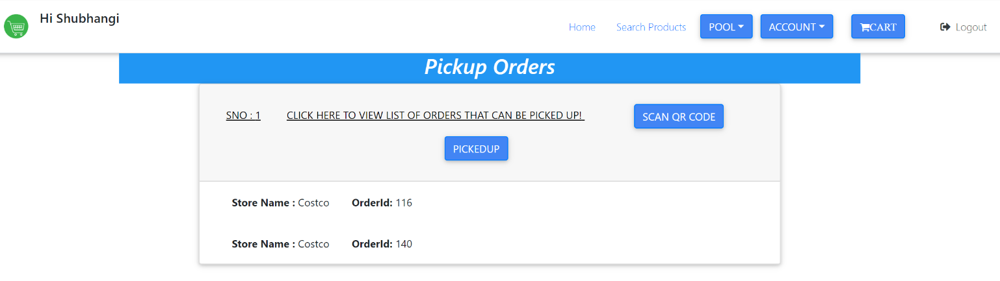 Hi Shubhangi
Home Search Products POOL ACCOUNT CART Logout
Pickup Orders
SNO : 1 CLICK HERE TO VIEW LIST OF ORDERS THAT CAN BE PICKED UP! SCAN QR CODE
PICKEDUP
Store Name : Costco OrderId: 116
Store Name : Costco OrderId: 140